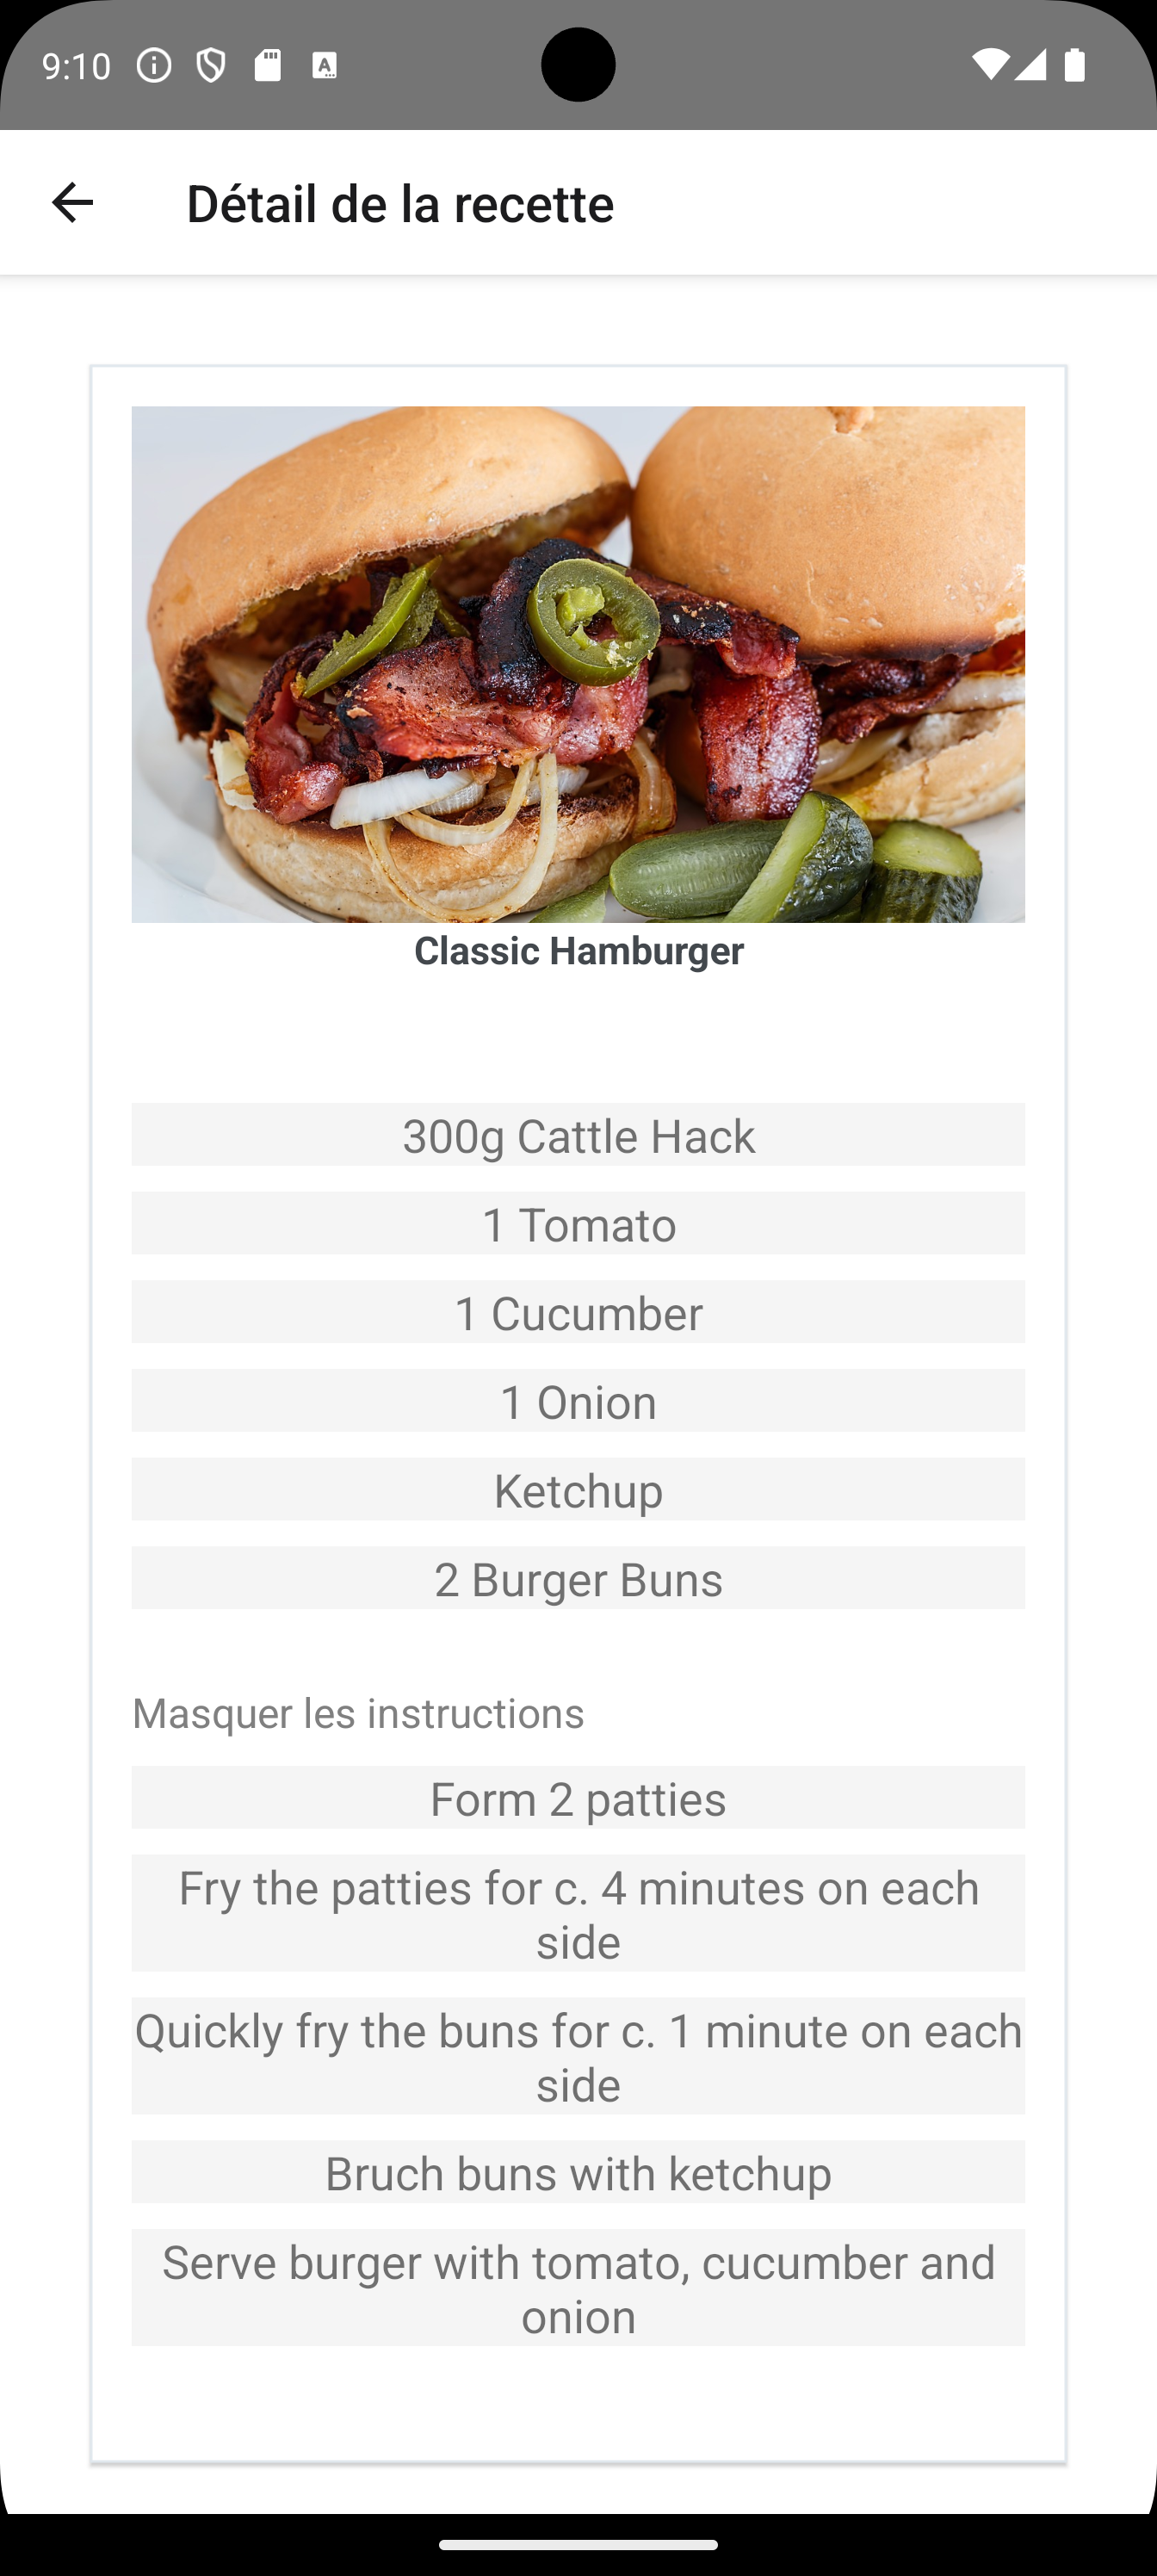 9:10
Détail de la recette
Classic Hamburger
300g Cattle Hack
1 Tomato
1 Cucumber
1 Onion
Ketchup
2 Burger Buns
Masquer les instructions
Form 2 patties
Fry the patties for c. 4 minutes on each
side
Quickly fry the buns for c. 1 minute on each
side
Bruch buns with ketchup
Serve burger with tomato, cucumber and
onion